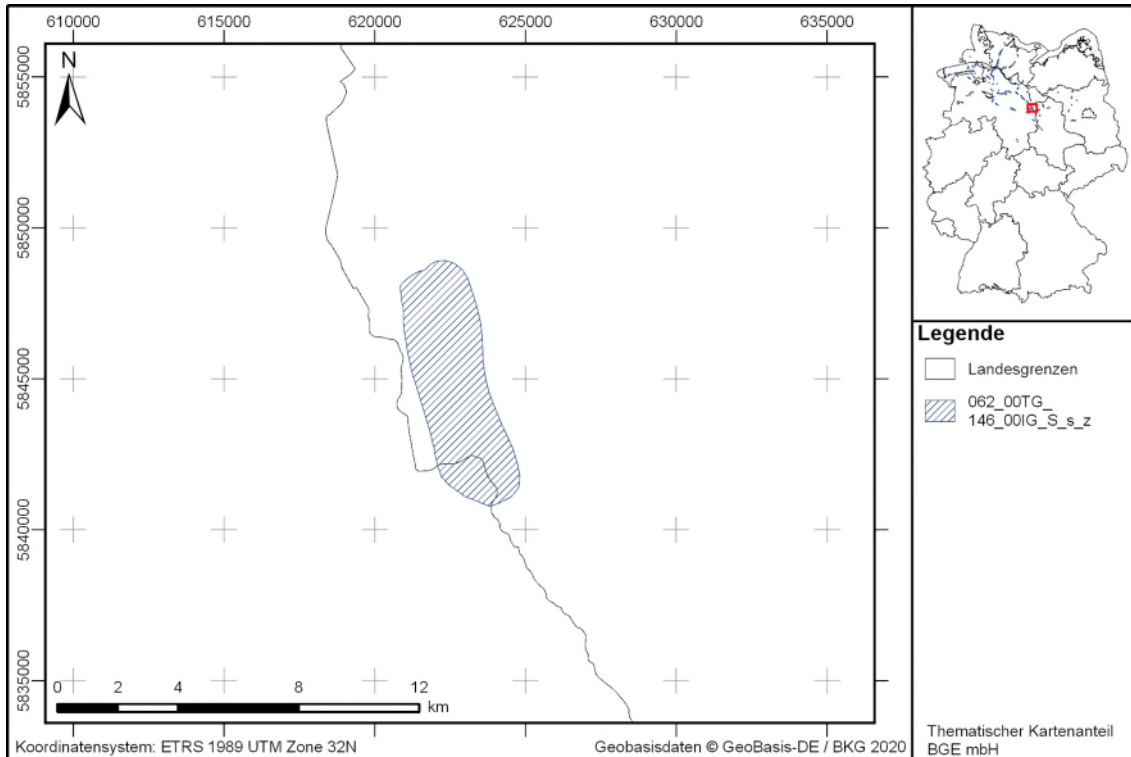 610000 615000 620000 625000 630000 635000
5855000
5850000
5845000
5840000
5835000
N
0 2 4 8 12
km
Koordinatensystem: ETRS 1989 UTM Zone 32N
Geobasisdaten © GeoBasis-DE / BKG 2020
Legende
Landesgrenzen
062_00TG_
146_00IG_S_s_z
Thematischer Kartenanteil
BGE mbH